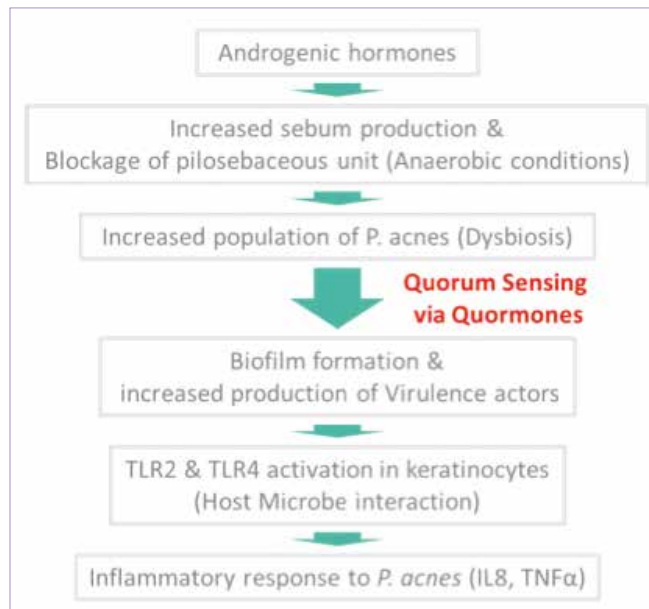 Androgenic hormones
Increased sebum production &
Blockage of pilosebaceous unit (Anaerobic conditions)
Increased population of P. acnes (Dysbiosis)
Quorum Sensing
via Quormones
Biofilm formation &
increased production of Virulence actors
TLR2 & TLR4 activation in keratinocytes
(Host Microbe interaction)
Inflammatory response to P. acnes (IL8, TNFα)